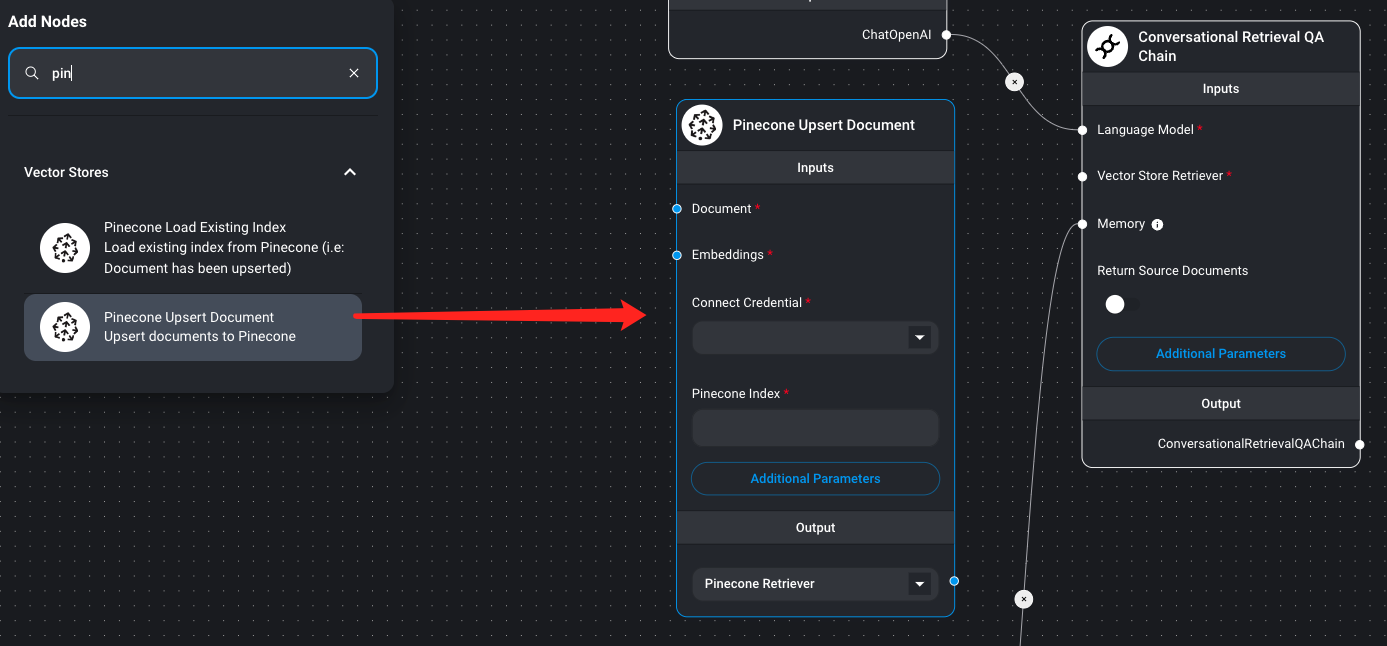 Add Nodes
pin
Vector Stores
Pinecone Load Existing Index
Load existing index from Pinecone (i.e:
Document has been upserted)
Pinecone Upsert Document
Upsert documents to Pinecone
ChatOpenAI
Pinecone Upsert Document
Inputs
Document *
Embeddings *
Connect Credential *
Pinecone Index *
Additional Parameters
Output
Pinecone Retriever
Conversational Retrieval QA
Chain
Inputs
Language Model *
Vector Store Retriever *
Memory
Return Source Documents
Additional Parameters
Output
ConversationalRetrievalQAChain